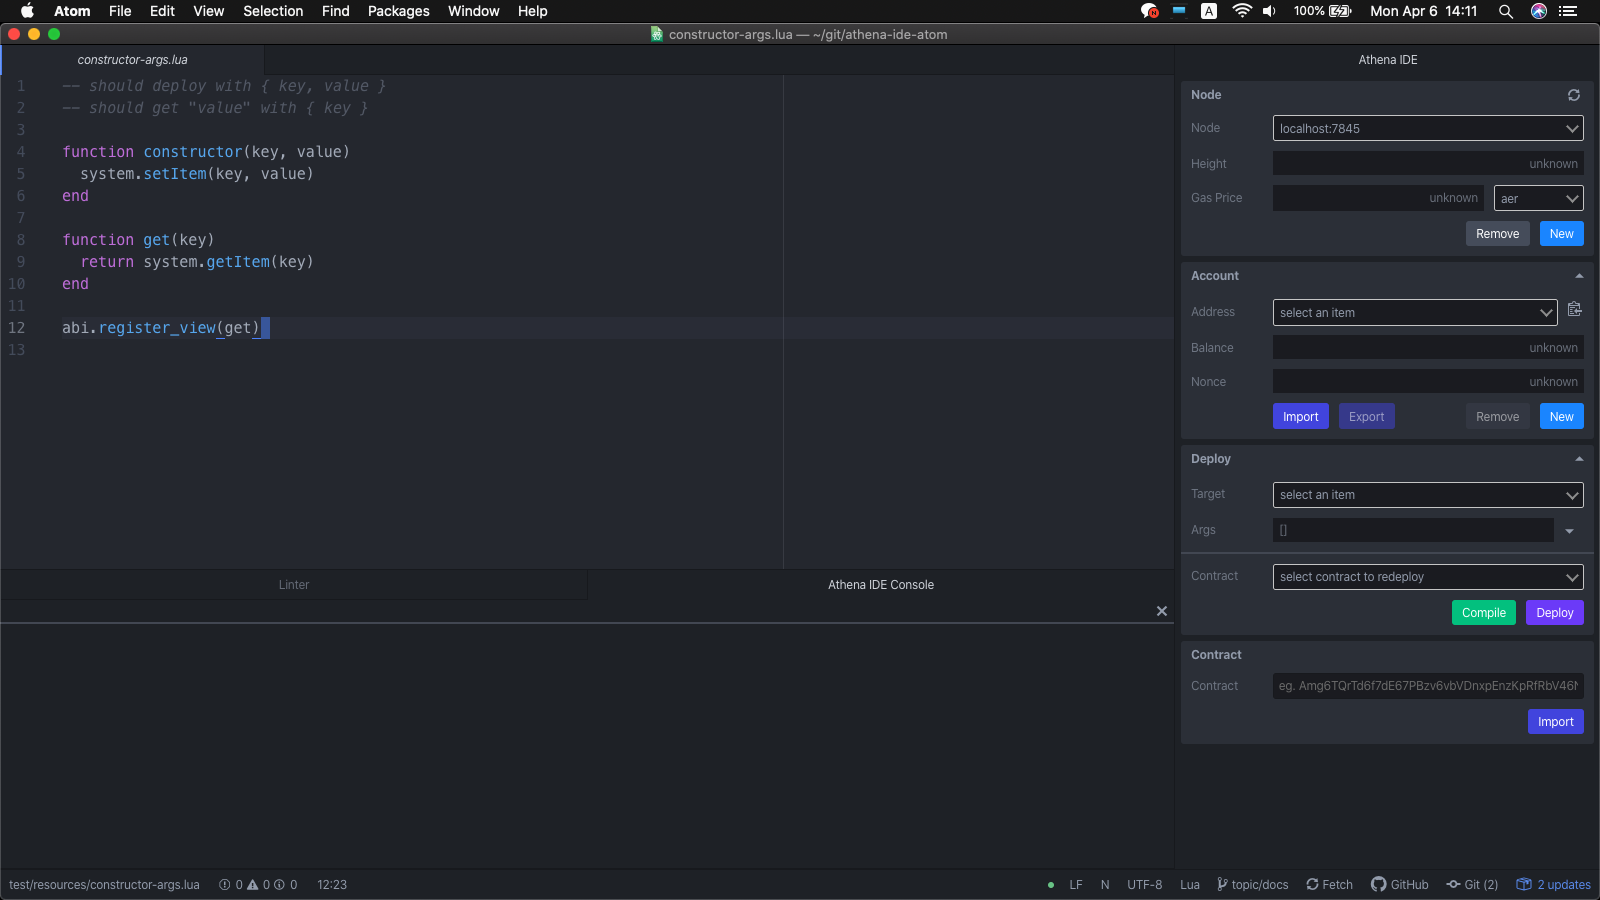 Atom File Edit View Selection Find Packages Window Help A 100% Mon Apr 6 14:11
constructor-args.lua — ~/git/athena-ide-atom
constructor-args.lua
1 -- should deploy with { key, value }
2 -- should get "value" with { key }
3
4 function constructor(key, value)
5 system.setItem(key, value)
6 end
7
8 function get(key)
9 return system.getItem(key)
10 end
11
12 abi.register_view(get)
13
Linter
Athena IDE Console
Athena IDE
Node
Node localhost:7845
Height unknown
Gas Price unknown aer
Remove New
Account
Address select an item
Balance unknown
Nonce unknown
Import Export Remove New
Deploy
Target select an item
Args []
Contract select contract to redeploy
Compile Deploy
Contract
Contract eg. Amg6TQrTd6f7dE67PBzv6vbVDnxpEnzKpRfRbV46N
Import
test/resources/constructor-args.lua 0 0 0 12:23 LF N UTF-8 Lua topic/docs Fetch GitHub Git (2) 2 updates